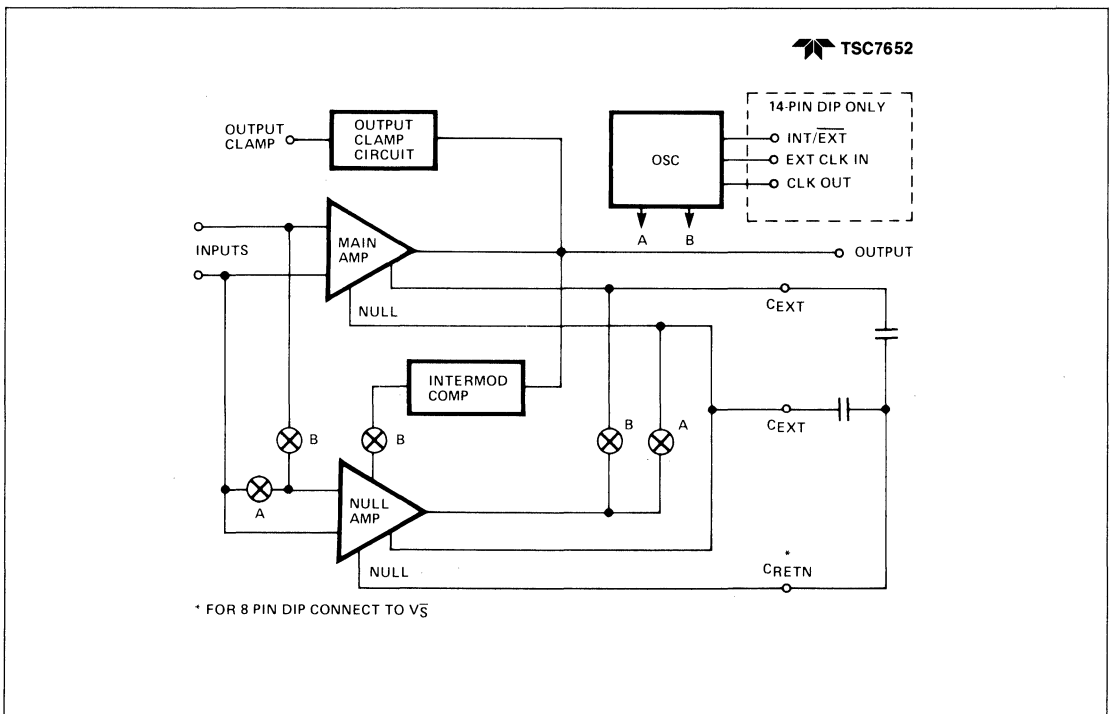 TSC7652
14-PIN DIP ONLY
OUTPUT
CLAMP
OUTPUT
CLAMP
CIRCUIT
OSC
INT/E̅X̅T̅
EXT CLK IN
CLK OUT
A
B
INPUTS
MAIN
AMP
OUTPUT
NULL
CEXT
INTERMOD
COMP
B
B
B
A
CEXT
A
NULL
AMP
NULL
*
CRETN
* FOR 8 PIN DIP CONNECT TO VS̅